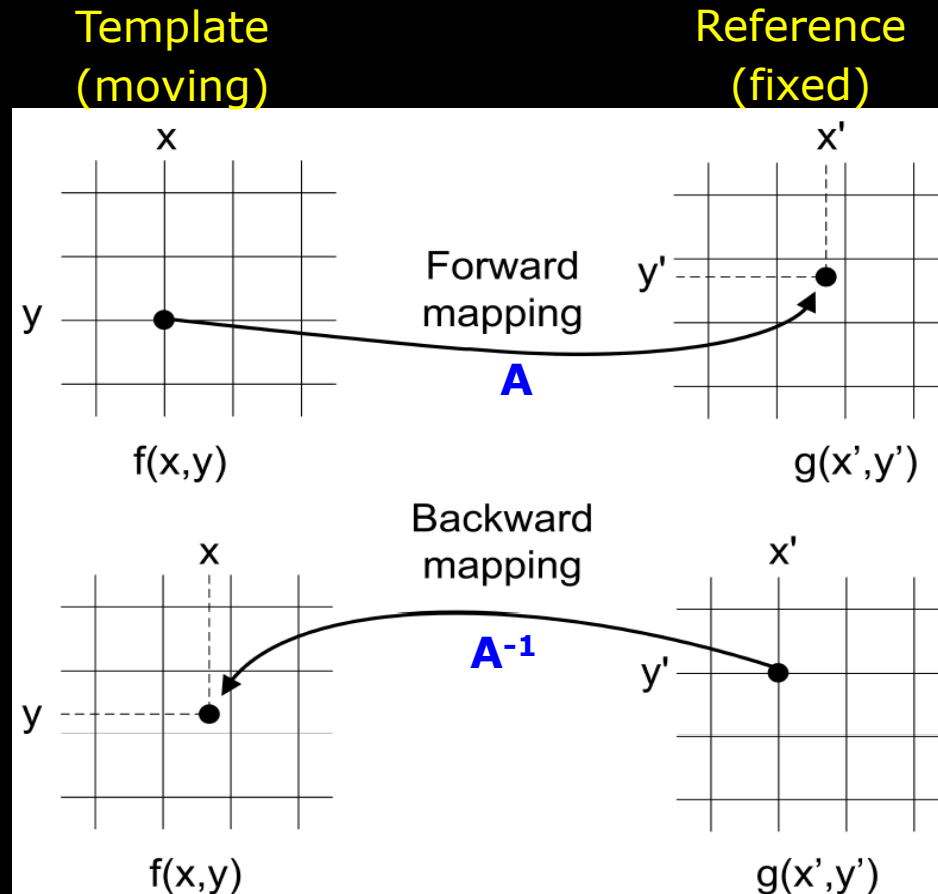 Template
(moving)
Reference
(fixed)
x
x'
y
Forward
mapping
y'
A
f(x,y)
g(x’,y’)
Backward
mapping
x
x'
A-1
y'
y
f(x,y)
g(x’,y’)